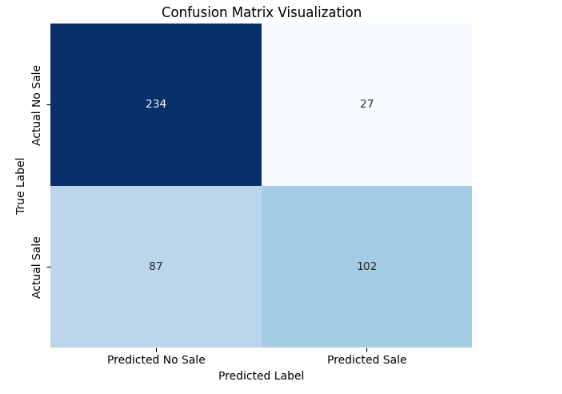 Confusion Matrix Visualization
Actual No Sale
234
27
True Label
Actual Sale
87
102
Predicted No Sale
Predicted Sale
Predicted Label